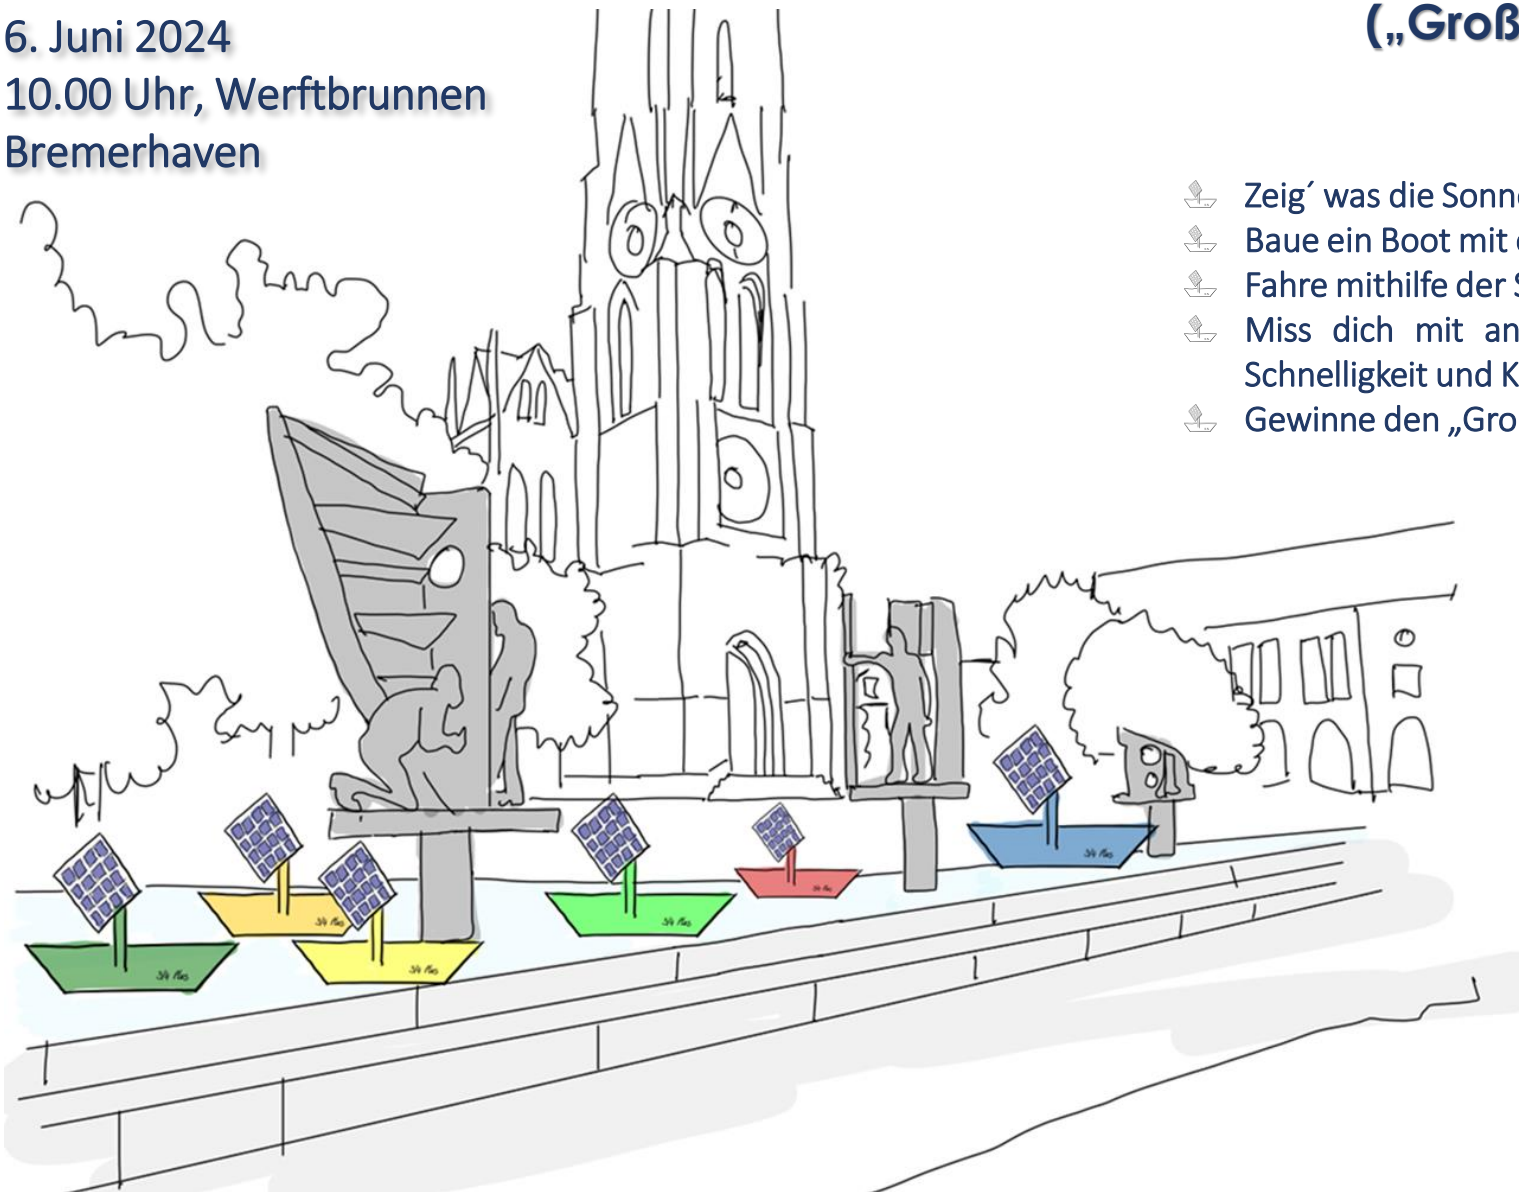 6. Juni 2024
10.00 Uhr, Werftbrunnen
Bremerhaven
(„Groß
Zeig´ was die Sonn
Baue ein Boot mit
Fahre mithilfe der S
Miss dich mit an
Schnelligkeit und K
Gewinne den „Gro